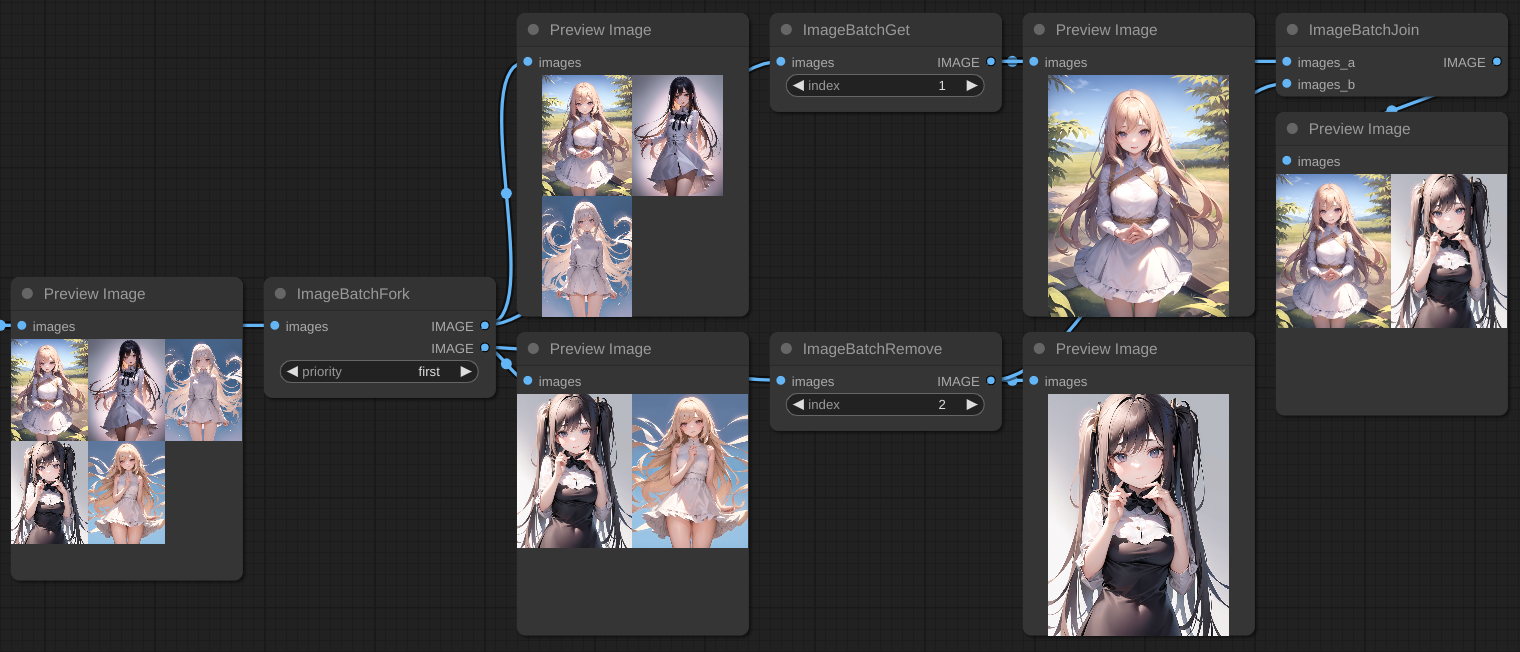 Preview Image
images
ImageBatchFork
images IMAGE
IMAGE
priority first
Preview Image
images
Preview Image
images
ImageBatchGet
images IMAGE
index 1
ImageBatchRemove
images IMAGE
index 2
Preview Image
images
Preview Image
images
ImageBatchJoin
images_a IMAGE
images_b
Preview Image
images